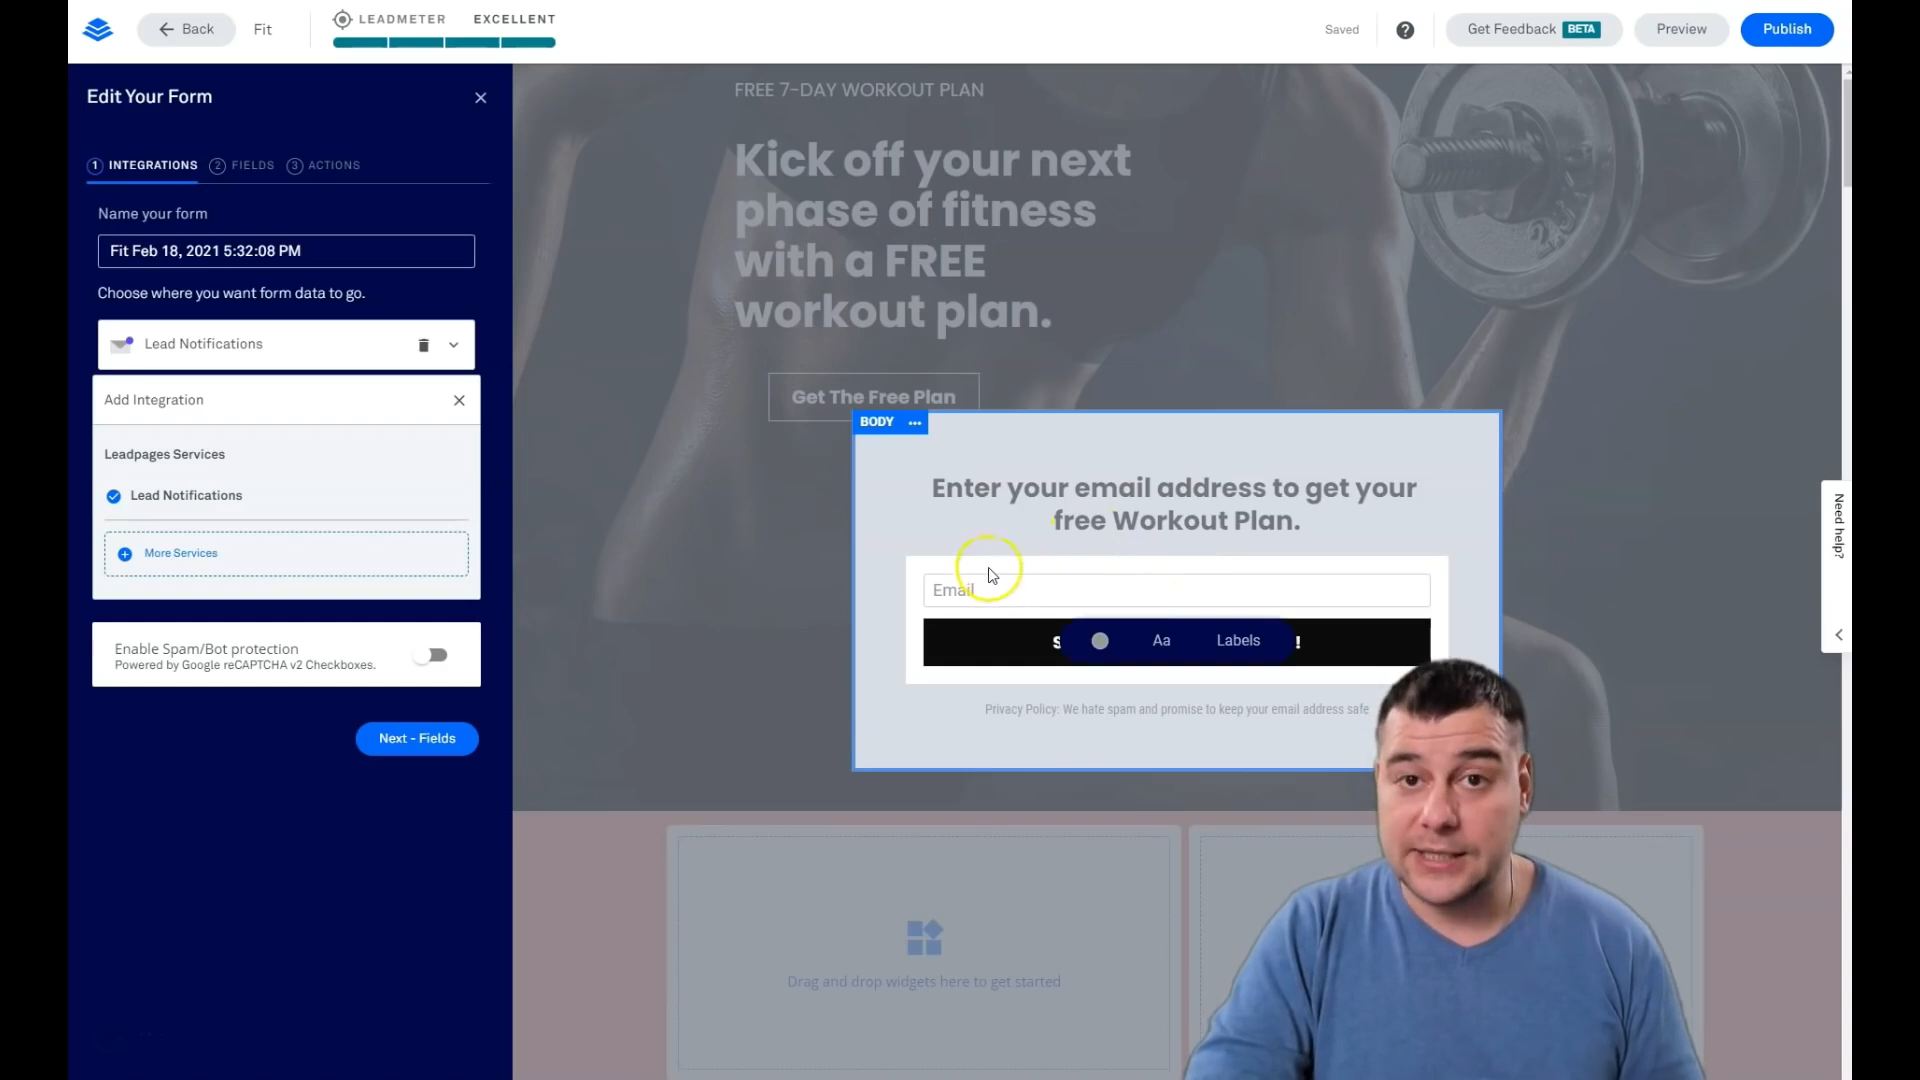 Back
Fit
LEADMETER EXCELLENT
Saved
?
Get Feedback BETA
Preview
Publish
Edit Your Form
1 INTEGRATIONS
2 FIELDS
3 ACTIONS
Name your form
Fit Feb 18, 2021 5:32:08 PM
Choose where you want form data to go.
Lead Notifications
Add Integration
Leadpages Services
Lead Notifications
More Services
Enable Spam/Bot protection
Powered by Google reCAPTCHA v2 Checkboxes.
Next - Fields
FREE 7-DAY WORKOUT PLAN
Kick off your next
phase of fitness
with a FREE
workout plan.
Get The Free Plan
BODY
Enter your email address to get your
free Workout Plan.
Email
Aa
Labels
Privacy Policy: We hate spam and promise to keep your email address safe
Need help?
Drag and drop widgets here to get started